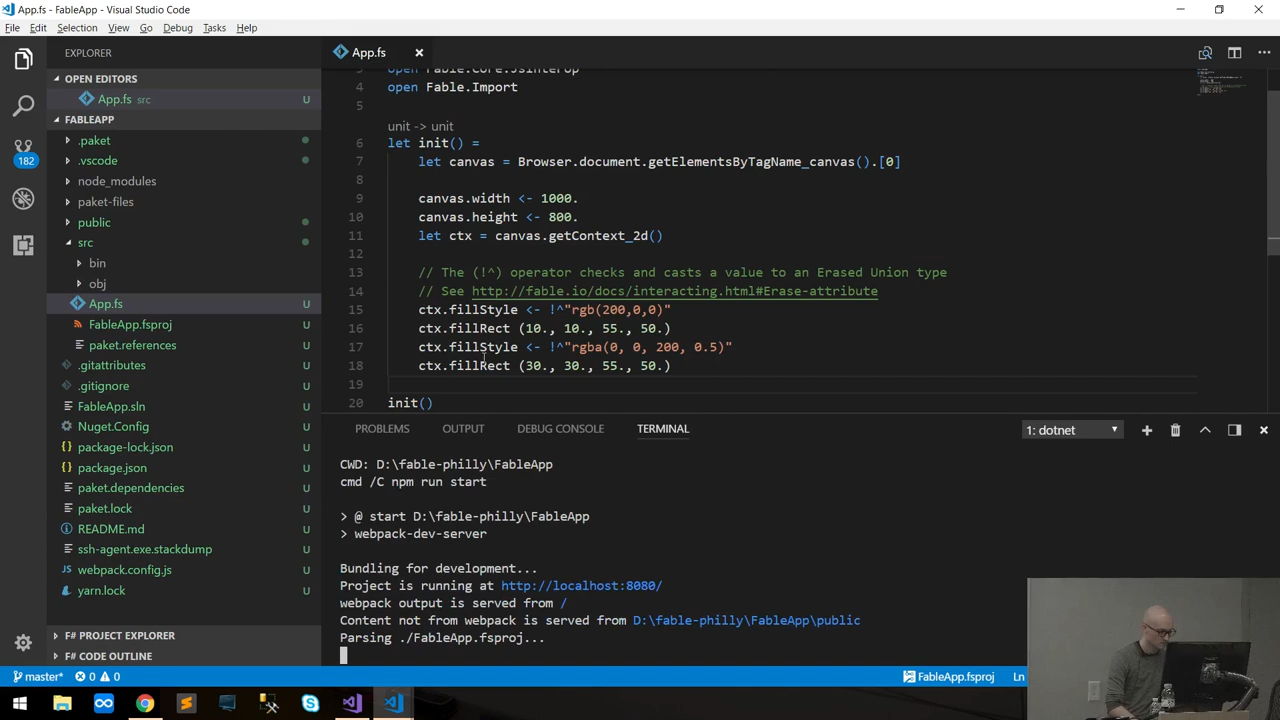 App.fs - FableApp - Visual Studio Code
File Edit Selection View Go Debug Tasks Help
EXPLORER
OPEN EDITORS
App.fs src U
FABLEAPP
.paket
.vscode
182
node_modules
paket-files
public
src
bin
obj
App.fs U
FableApp.fsproj U
paket.references U
.gitattributes U
.gitignore U
FableApp.sln U
Nuget.Config U
package-lock.json U
package.json U
paket.dependencies U
paket.lock U
README.md U
ssh-agent.exe.stackdump U
webpack.config.js U
yarn.lock U
F# PROJECT EXPLORER
F# CODE OUTLINE
App.fs
3 open Fable.Core.JsInterop
4 open Fable.Import
5
unit -> unit
6 let init() =
7 let canvas = Browser.document.getElementsByTagName_canvas().[0]
8
9 canvas.width <- 1000.
10 canvas.height <- 800.
11 let ctx = canvas.getContext_2d()
12
13 // The (!^) operator checks and casts a value to an Erased Union type
14 // See http://fable.io/docs/interacting.html#Erase-attribute
15 ctx.fillStyle <- !^"rgb(200,0,0)"
16 ctx.fillRect (10., 10., 55., 50.)
17 ctx.fillStyle <- !^"rgba(0, 0, 200, 0.5)"
18 ctx.fillRect (30., 30., 55., 50.)
19
20 init()
PROBLEMS OUTPUT DEBUG CONSOLE TERMINAL 1: dotnet
CWD: D:\fable-philly\FableApp
cmd /C npm run start
> @ start D:\fable-philly\FableApp
> webpack-dev-server
Bundling for development...
Project is running at http://localhost:8080/
webpack output is served from /
Content not from webpack is served from D:\fable-philly\FableApp\public
Parsing ./FableApp.fsproj...
master* 0 0 FableApp.fsproj Ln